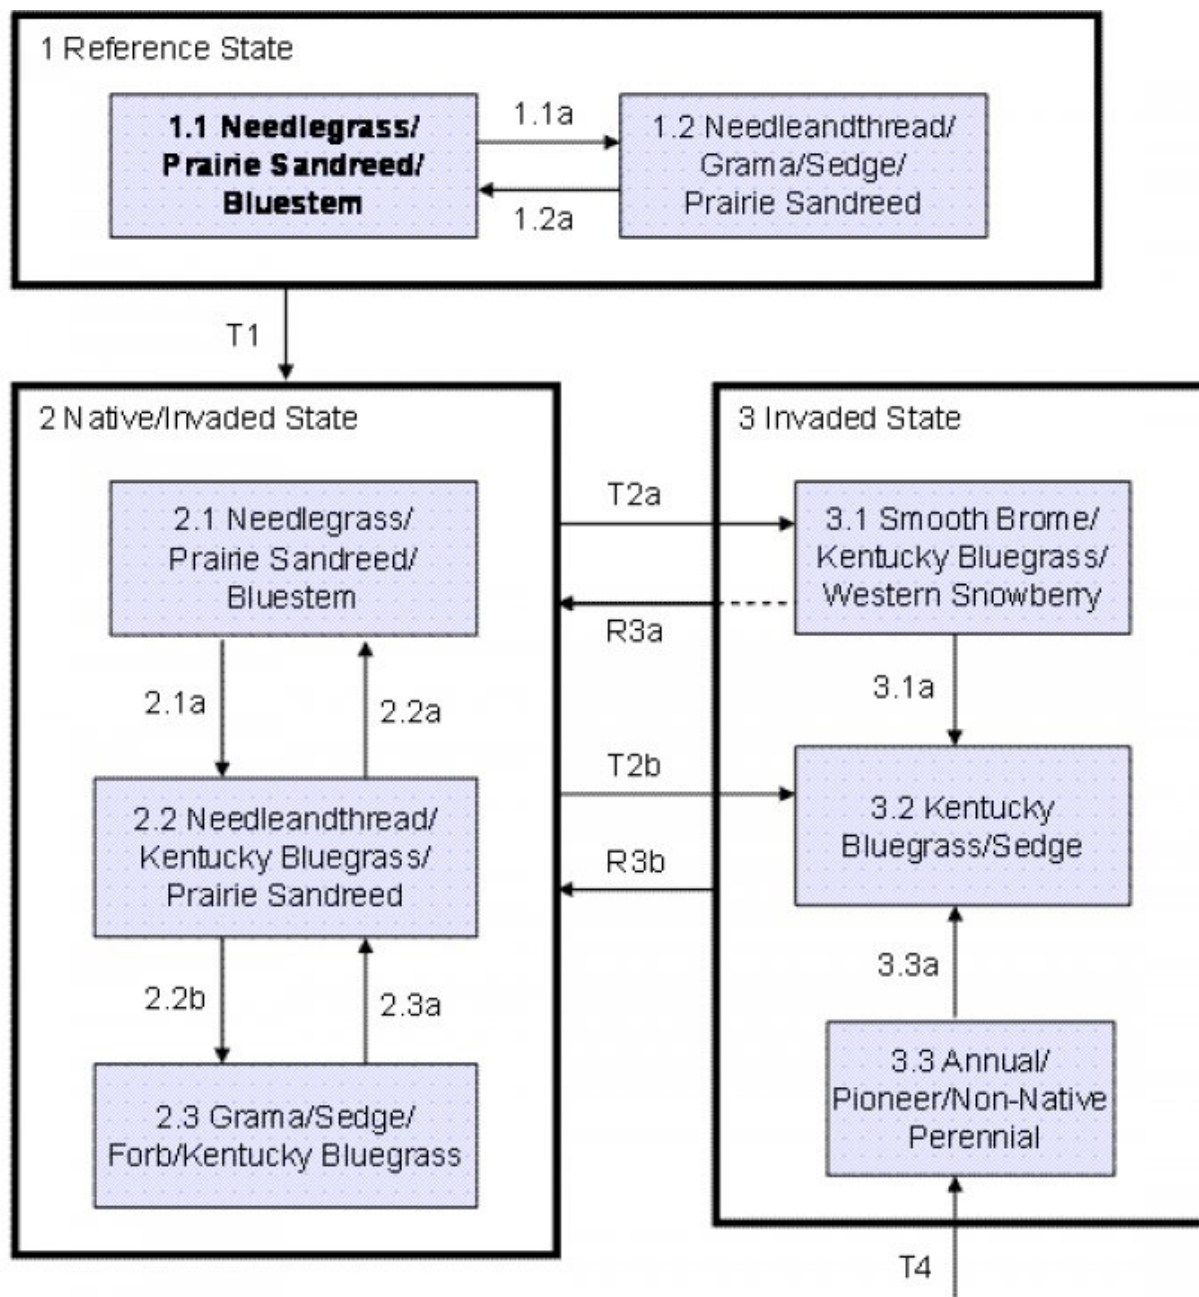 1 Reference State
1.1 Needlegrass/
Prairie Sandreed/
Bluestem
1.1a
1.2a
1.2 Needleandthread/
Grama/Sedge/
Prairie Sandreed
T1
2 Native/Invaded State
2.1 Needlegrass/
Prairie Sandreed/
Bluestem
2.1a
2.2a
2.2 Needleandthread/
Kentucky Bluegrass/
Prairie Sandreed
2.2b
2.3a
2.3 Grama/Sedge/
Forb/Kentucky Bluegrass
T2a
R3a
T2b
R3b
3 Invaded State
3.1 Smooth Brome/
Kentucky Bluegrass/
Western Snowberry
3.1a
3.2 Kentucky
Bluegrass/Sedge
3.3a
3.3 Annual/
Pioneer/Non-Native
Perennial
T4